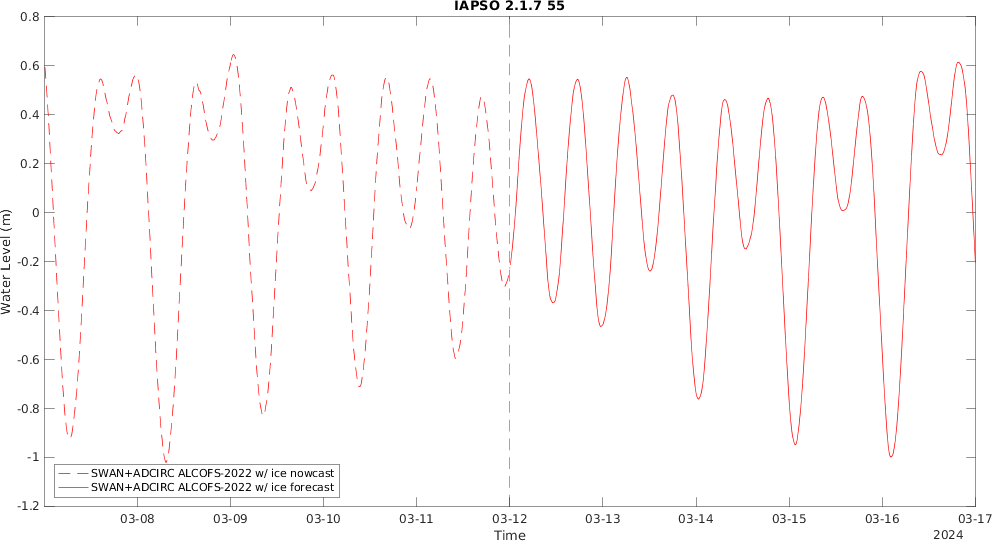 IAPSO 2.1.7 55
Water Level (m)
0.8
0.6
0.4
0.2
0
-0.2
-0.4
-0.6
-0.8
-1
-1.2
SWAN+ADCIRC ALCOFS-2022 w/ ice nowcast
SWAN+ADCIRC ALCOFS-2022 w/ ice forecast
03-08 03-09 03-10 03-11 03-12 03-13 03-14 03-15 03-16 03-17
Time
2024